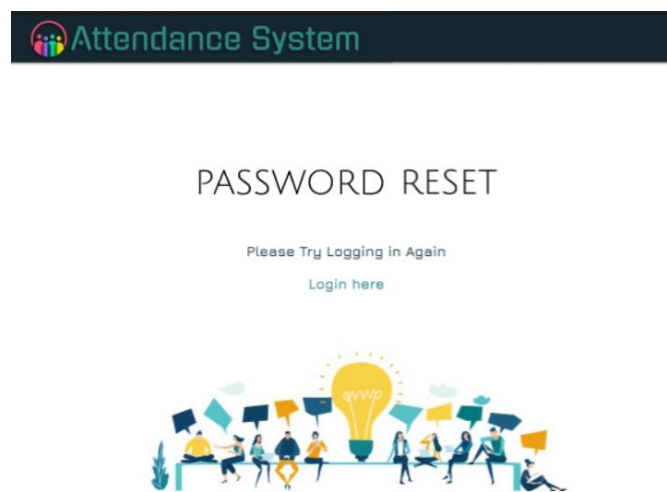 Attendance System
PASSWORD RESET
Please Try Logging in Again
Login here